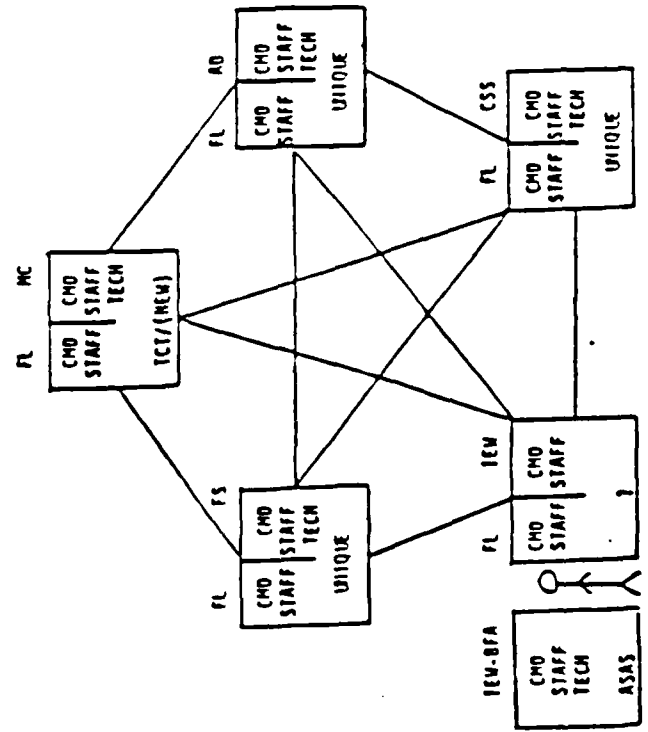 FL MC
CMD CMD
STAFF STAFF
TECH
TCT/(NEW)
FL AD
CMD CMD
STAFF STAFF
TECH
UNIQUE
FL FS
CMD CMD
STAFF STAFF
TECH
UNIQUE
FL CSS
CMD CMD
STAFF STAFF
TECH
UNIQUE
FL IEW
CMD CMD
STAFF STAFF
?
IEW-BFA
CMD
STAFF
TECH
ASAS